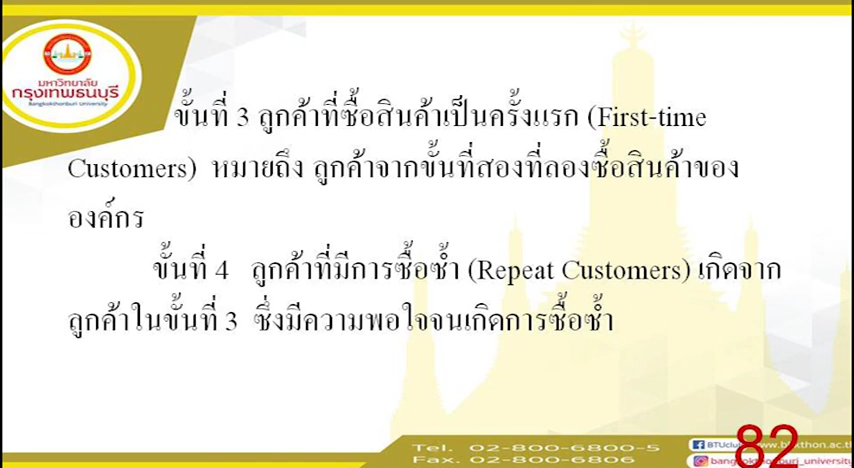 มหาวิทยาลัย
กรุงเทพธนบุรี
Bangkokthonburi University
ขั้นที่ 3 ลูกค้าที่ซื้อสินค้าเป็นครั้งแรก (First-time
Customers) หมายถึง ลูกค้าจากขั้นที่สองที่ลองซื้อสินค้าของ
องค์กร
ขั้นที่ 4 ลูกค้าที่มีการซื้อซ้ำ (Repeat Customers) เกิดจาก
ลูกค้าในขั้นที่ 3 ซึ่งมีความพอใจจนเกิดการซื้อซ้ำ
Tel. 02-800-6800-5
Fax. 02-800-6806
82